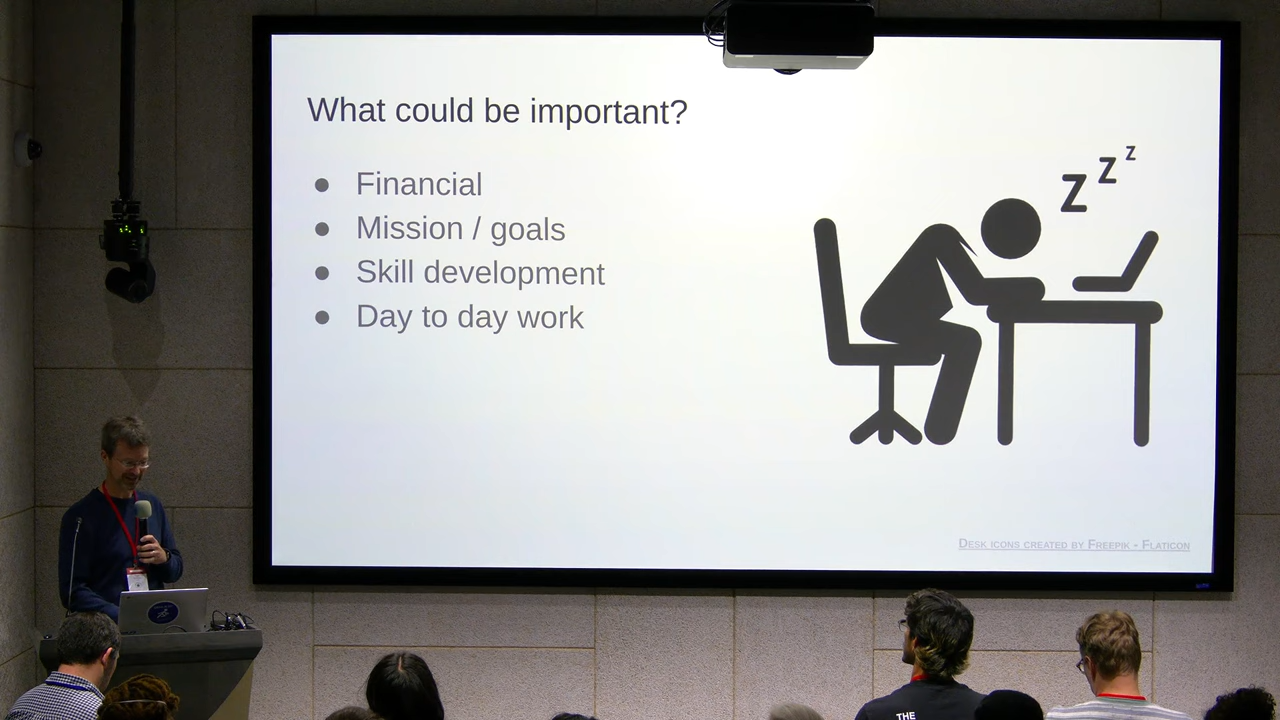 What could be important?
● Financial
● Mission / goals
● Skill development
● Day to day work
Z Z Z
Desk icons created by Freepik - Flaticon
THE